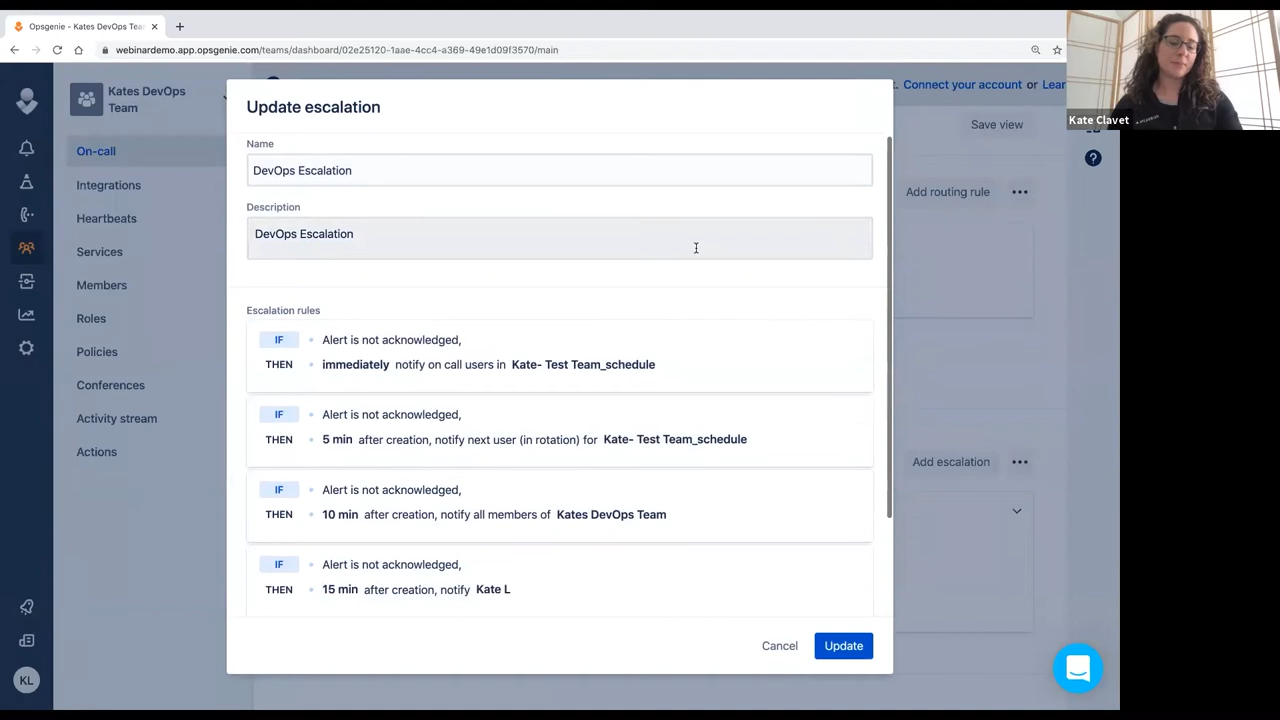 Opsgenie - Kates DevOps Tea
webinardemo.app.opsgenie.com/teams/dashboard/02e25120-1aae-4cc4-a369-49e1d09f3570/main
Kate Clavet
Kates DevOps
Team
. Connect your account or Lear
Save view
On-call
Integrations
Heartbeats
Services
Members
Roles
Policies
Conferences
Activity stream
Actions
KL
Add routing rule
Add escalation
Update escalation
Name
DevOps Escalation
Description
DevOps Escalation
Escalation rules
IF Alert is not acknowledged,
THEN immediately notify on call users in Kate- Test Team_schedule
IF Alert is not acknowledged,
THEN 5 min after creation, notify next user (in rotation) for Kate- Test Team_schedule
IF Alert is not acknowledged,
THEN 10 min after creation, notify all members of Kates DevOps Team
IF Alert is not acknowledged,
THEN 15 min after creation, notify Kate L
Cancel Update